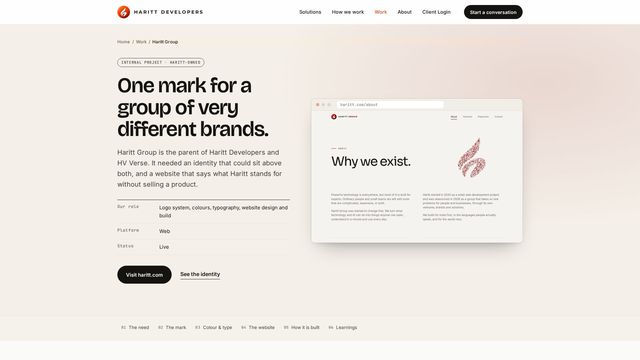 HARITT DEVELOPERS
Solutions
How we work
Work
About
Client Login
Start a conversation
Home / Work / Haritt Group
INTERNAL PROJECT · HARITT-OWNED
One mark for a
group of very
different brands.
Haritt Group is the parent of Haritt Developers and
HV Verse. It needed an identity that could sit above
both, and a website that says what Haritt stands for
without selling a product.
Our role
Logo system, colours, typography, website design and
build
Platform
Web
Status
Live
Visit haritt.com
See the identity
haritt.com/about
HARITT GROUP
Why we exist.
01 The need
02 The mark
03 Colour & type
04 The website
05 How it is built
06 Learnings